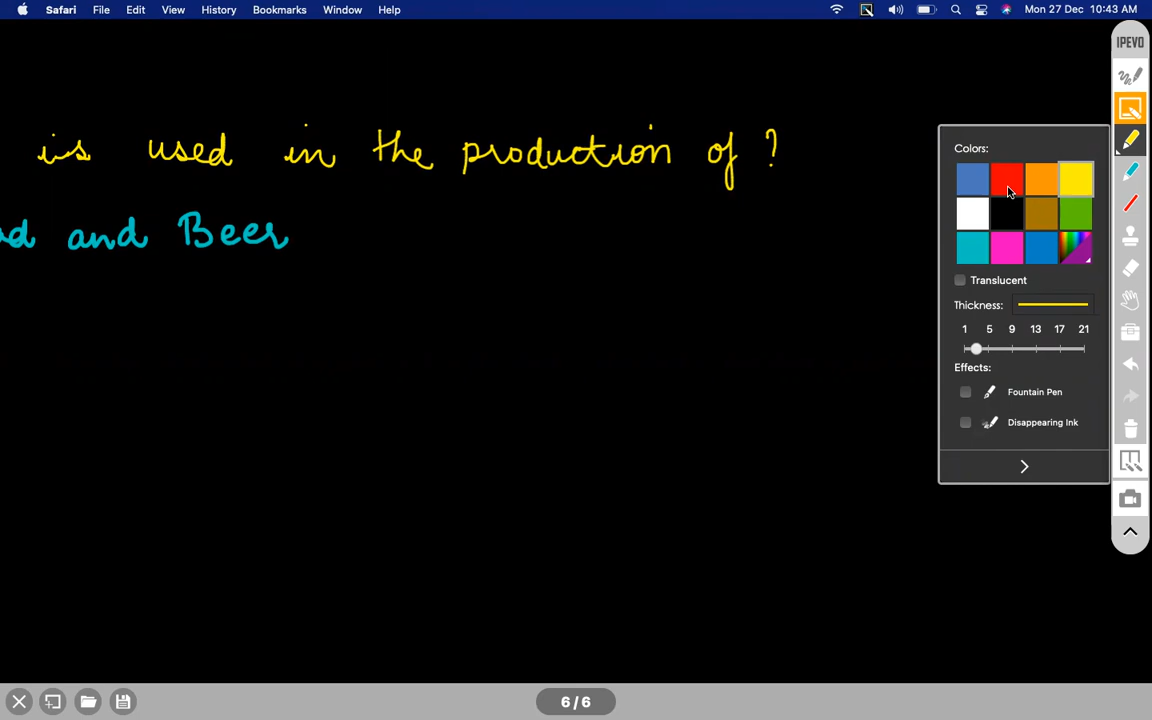 Safari File Edit View History Bookmarks Window Help Mon 27 Dec 10:43 AM
IPEVO
is used in the production of ?
and Beer
Colors:
Translucent
Thickness:
1 5 9 13 17 21
Effects:
Fountain Pen
Disappearing Ink
6/6